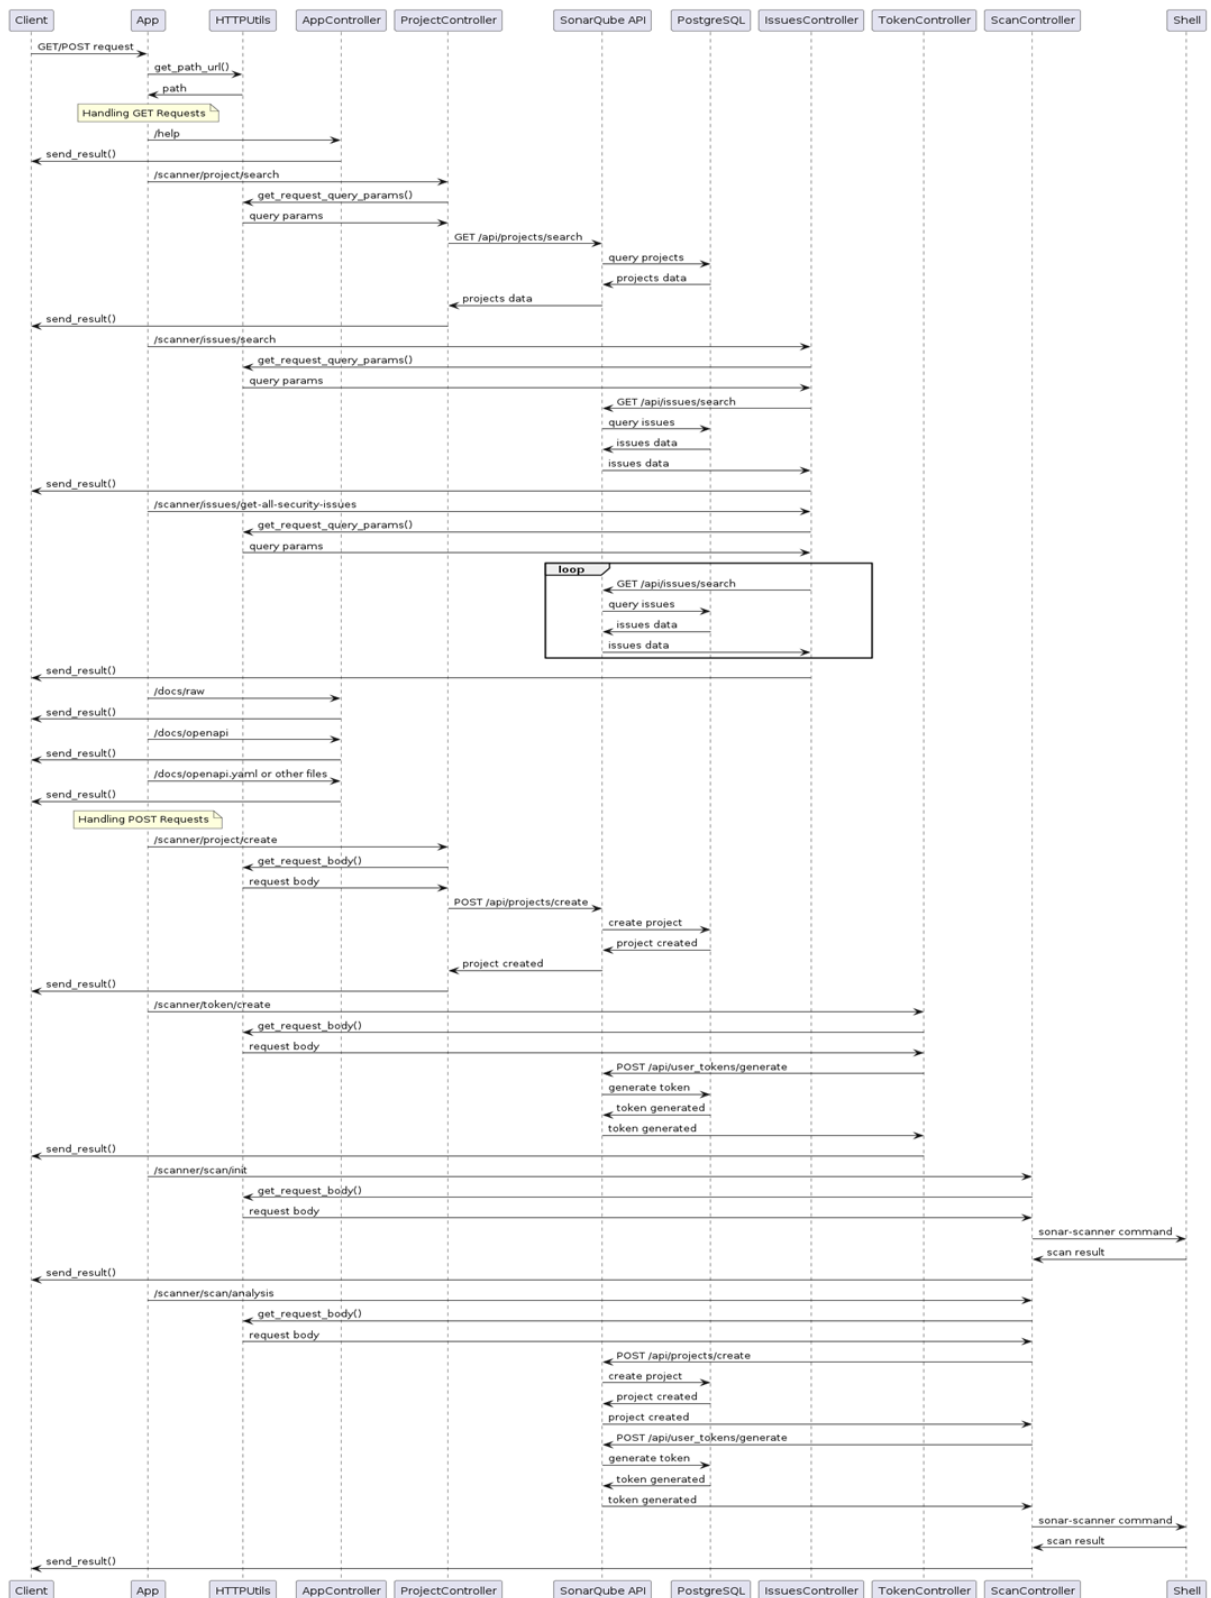 Client App HTTPUtils AppController ProjectController SonarQube API PostgreSQL IssuesController TokenController ScanController Shell
GET/POST request
get_path_url()
path
Handling GET Requests
/help
send_result()
/scanner/project/search
get_request_query_params()
query params
GET /api/projects/search
query projects
projects data
projects data
send_result()
/scanner/issues/search
get_request_query_params()
query params
GET /api/issues/search
query issues
issues data
issues data
send_result()
/scanner/issues/get-all-security-issues
get_request_query_params()
query params
loop
GET /api/issues/search
query issues
issues data
issues data
send_result()
/docs/raw
send_result()
/docs/openapi
send_result()
/docs/openapi.yaml or other files
send_result()
Handling POST Requests
/scanner/project/create
get_request_body()
request body
POST /api/projects/create
create project
project created
project created
send_result()
/scanner/token/create
get_request_body()
request body
POST /api/user_tokens/generate
generate token
token generated
token generated
send_result()
/scanner/scan/init
get_request_body()
request body
sonar-scanner command
scan result
send_result()
/scanner/scan/analysis
get_request_body()
request body
POST /api/projects/create
create project
project created
project created
POST /api/user_tokens/generate
generate token
token generated
token generated
sonar-scanner command
scan result
send_result()
Client App HTTPUtils AppController ProjectController SonarQube API PostgreSQL IssuesController TokenController ScanController Shell